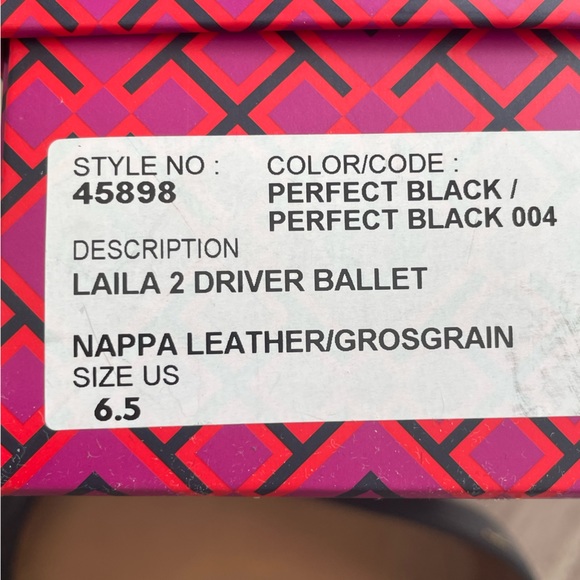 STYLE NO : COLOR/CODE :
45898 PERFECT BLACK /
PERFECT BLACK 004
DESCRIPTION
LAILA 2 DRIVER BALLET
NAPPA LEATHER/GROSGRAIN
SIZE US
6.5